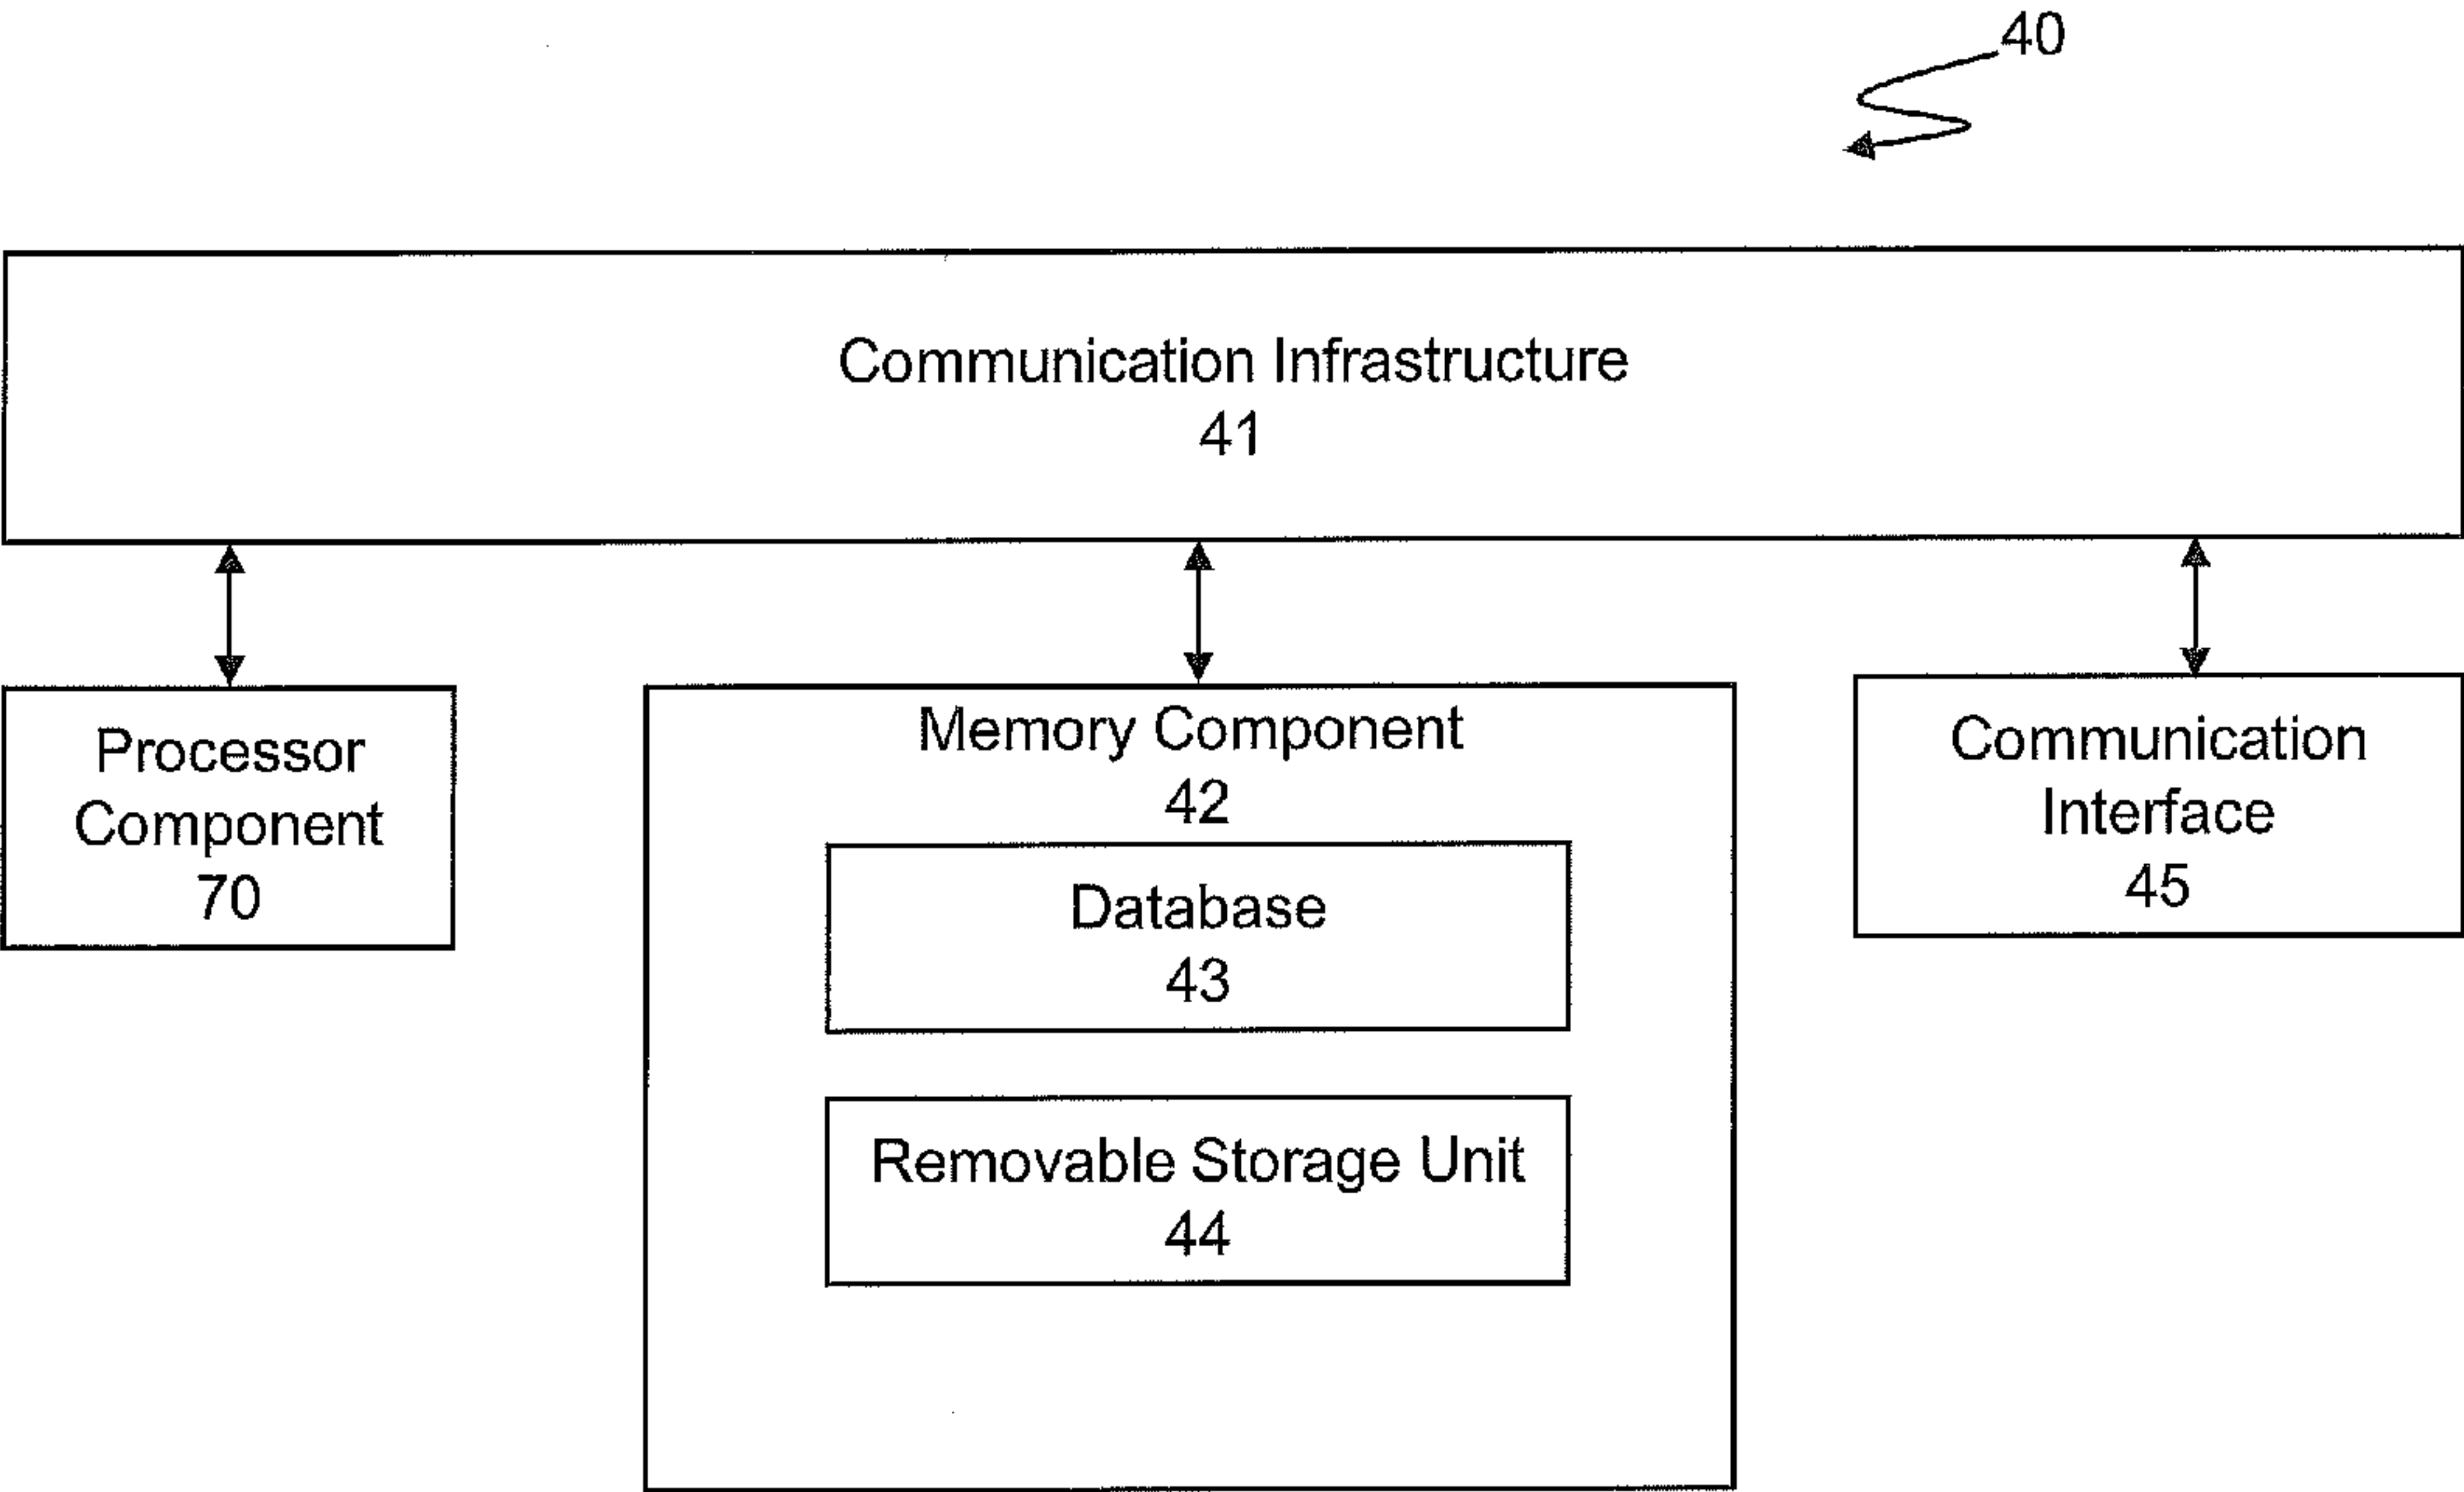 40
Communication Infrastructure
41
Processor
Component
70
Memory Component
42
Database
43
Removable Storage Unit
44
Communication
Interface
45